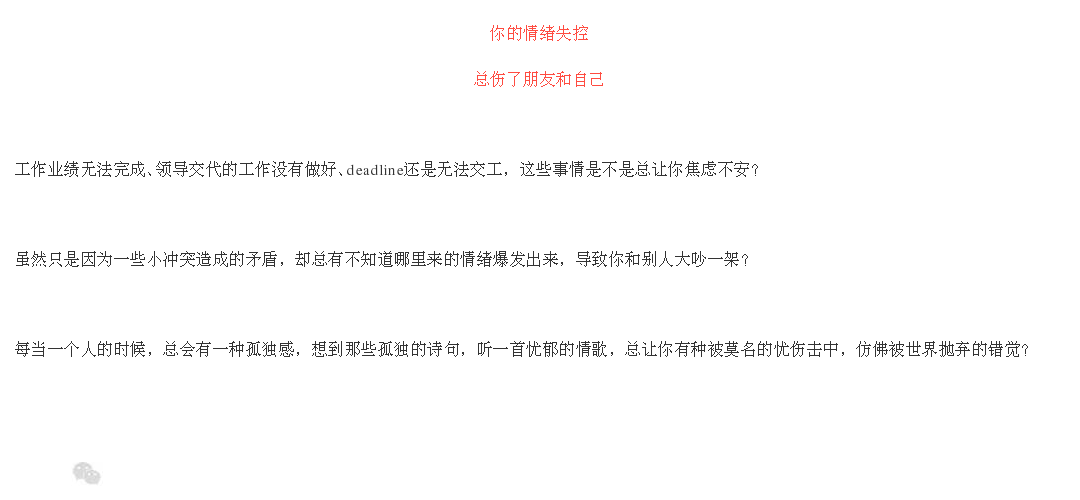 你的情绪失控
总伤了朋友和自己
工作业绩无法完成、领导交代的工作没有做好、deadline还是无法交工，这些事情是不是总让你焦虑不安？
虽然只是因为一些小冲突造成的矛盾，却总有不知道哪里来的情绪爆发出来，导致你和别人大吵一架？
每当一个人的时候，总会有一种孤独感，想到那些孤独的诗句，听一首忧郁的情歌，总让你有种被莫名的忧伤击中，仿佛被世界抛弃的错觉？